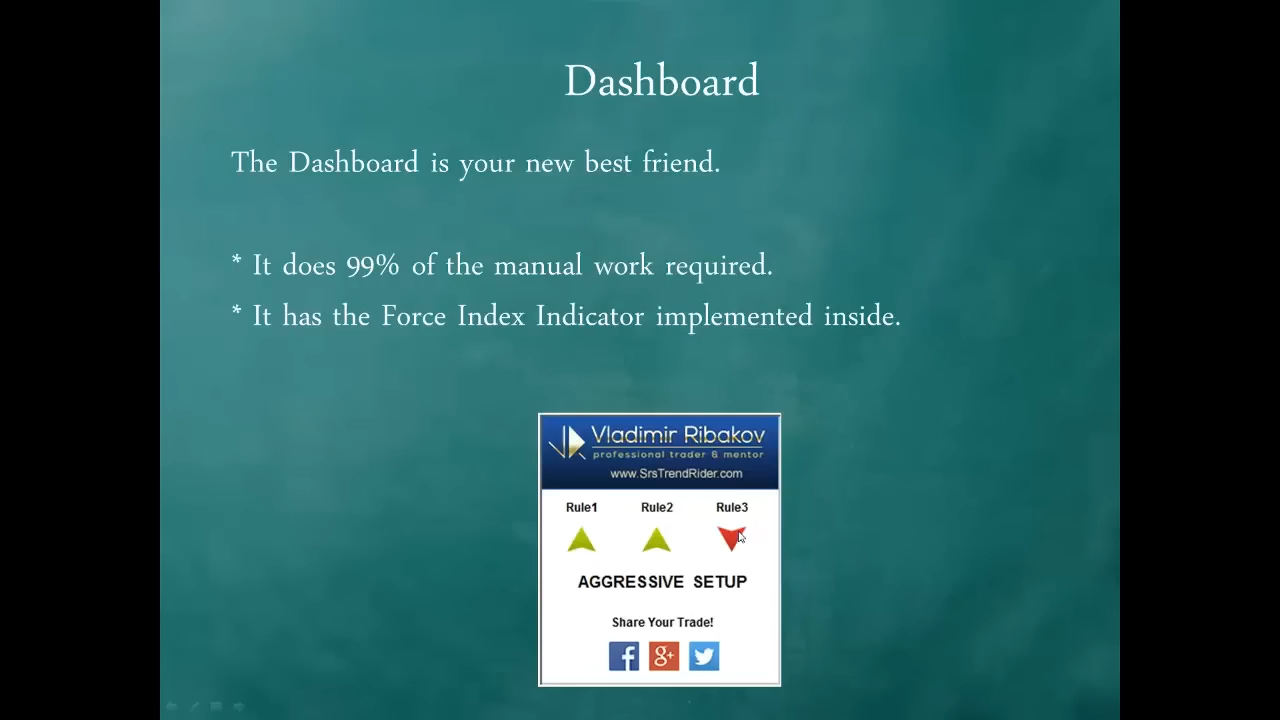 Dashboard
The Dashboard is your new best friend.
* It does 99% of the manual work required.
* It has the Force Index Indicator implemented inside.
Vladimir Ribakov
professional trader & mentor
www.SrsTrendRider.com
Rule1 Rule2 Rule3
AGGRESSIVE SETUP
Share Your Trade!
f g+